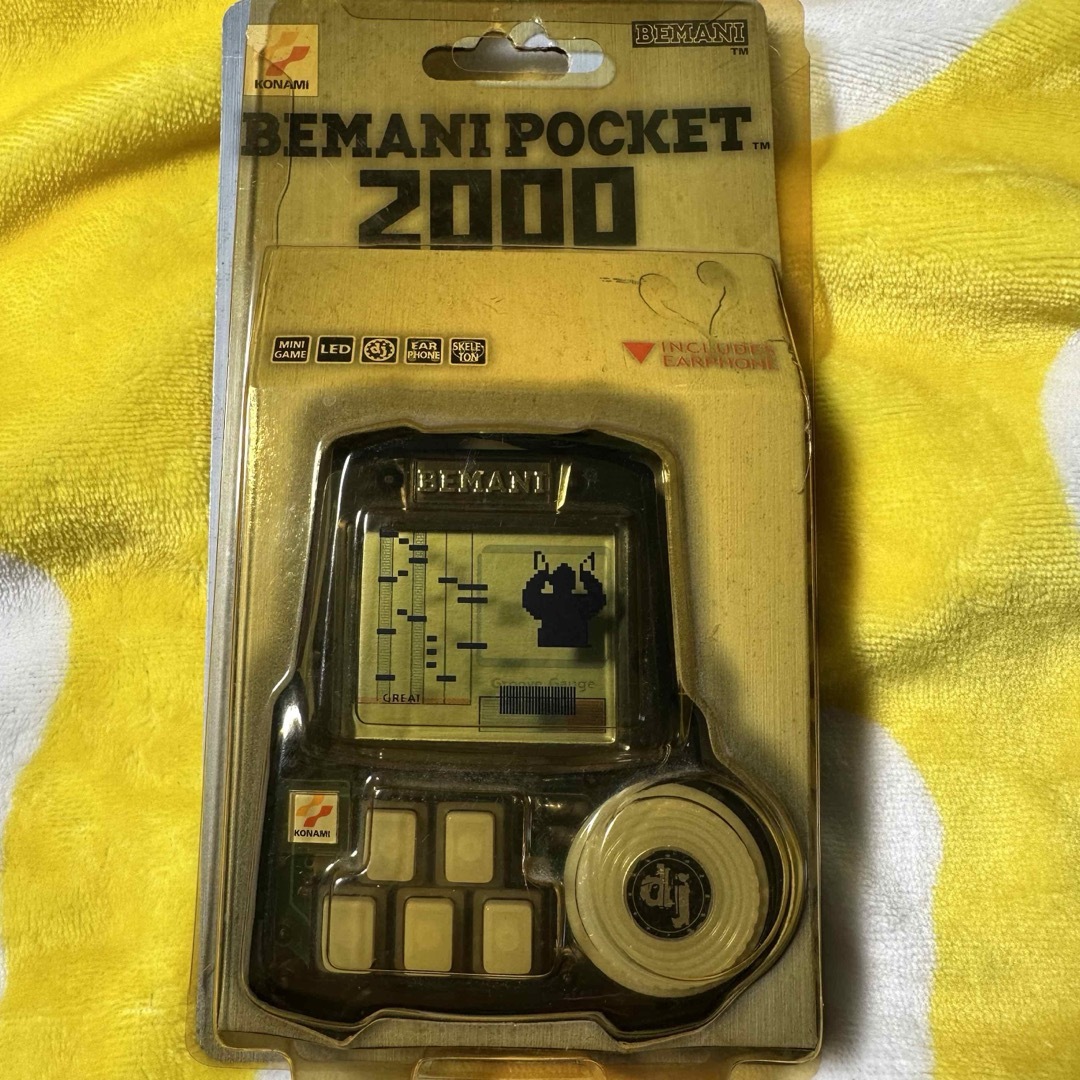 KONAMI
BEMANI
TM
BEMANI POCKET TM
2000
MINI
GAME
LED
dj
EAR
PHONE
SKELE
TON
INCLUDES
EARPHONE
BEMANI
GREAT
Groove Gauge
KONAMI
dj